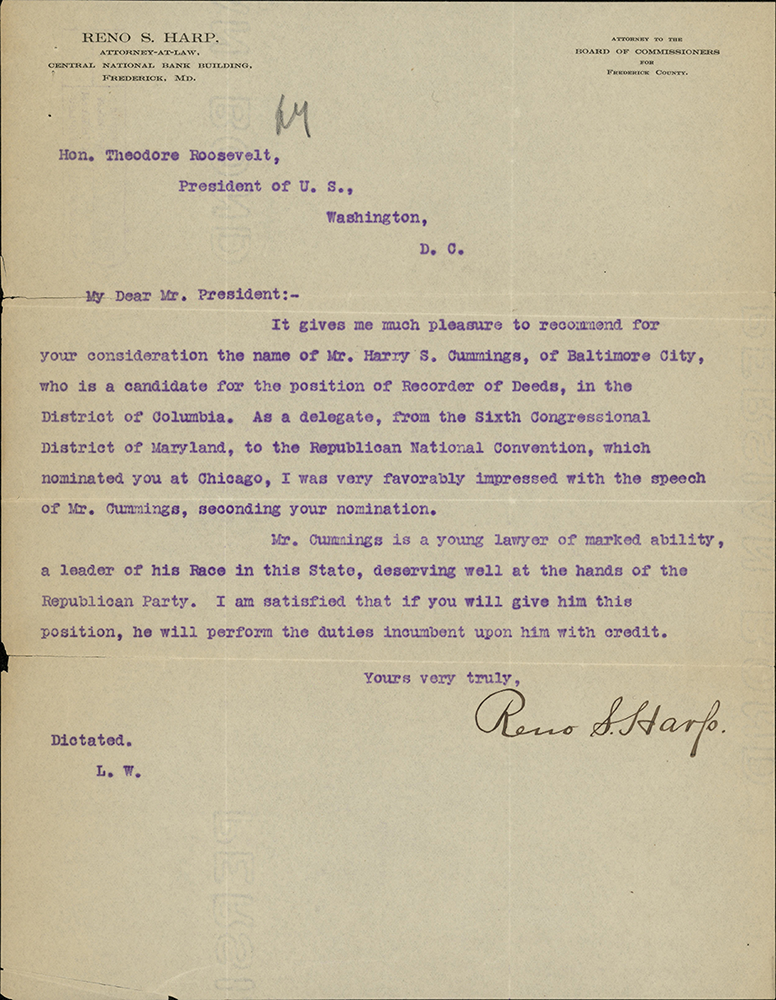 RENO S. HARP,
ATTORNEY-AT-LAW,
CENTRAL NATIONAL BANK BUILDING,
FREDERICK, MD.
ATTORNEY TO THE
BOARD OF COMMISSIONERS
FOR
FREDERICK COUNTY.
Hon. Theodore Roosevelt,
President of U. S.,
Washington,
D. C.
My Dear Mr. President:-
It gives me much pleasure to recommend for
your consideration the name of Mr. Harry S. Cummings, of Baltimore City,
who is a candidate for the position of Recorder of Deeds, in the
District of Columbia. As a delegate, from the Sixth Congressional
District of Maryland, to the Republican National Convention, which
nominated you at Chicago, I was very favorably impressed with the speech
of Mr. Cummings, seconding your nomination.
Mr. Cummings is a young lawyer of marked ability,
a leader of his Race in this State, deserving well at the hands of the
Republican Party. I am satisfied that if you will give him this
position, he will perform the duties incumbent upon him with credit.
Yours very truly,
Reno S. Harp.
Dictated.
L. W.